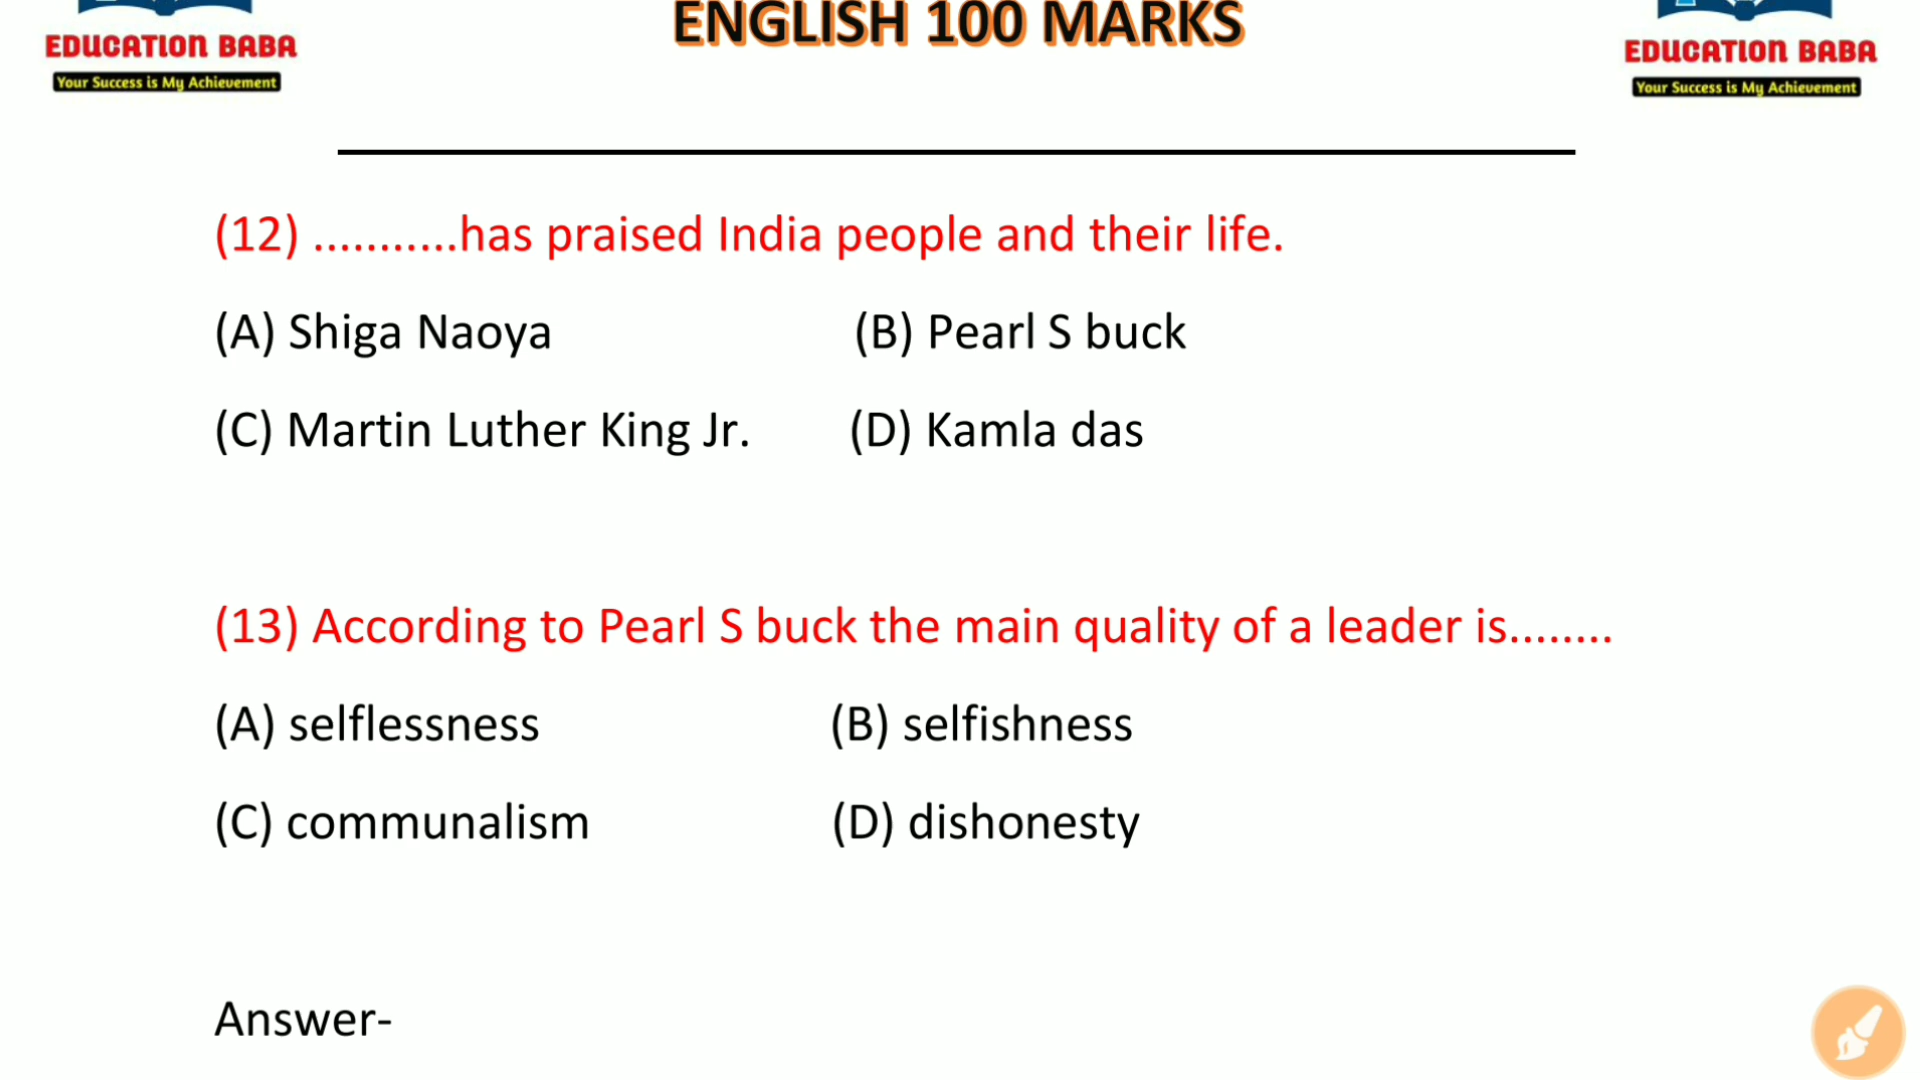 ENGLISH 100 MARKS
EDUCATION BABA
Your Success is My Achievement
EDUCATION BABA
Your Success is My Achievement
(12) ...........has praised India people and their life.
(A) Shiga Naoya (B) Pearl S buck
(C) Martin Luther King Jr. (D) Kamla das
(13) According to Pearl S buck the main quality of a leader is........
(A) selflessness (B) selfishness
(C) communalism (D) dishonesty
Answer-